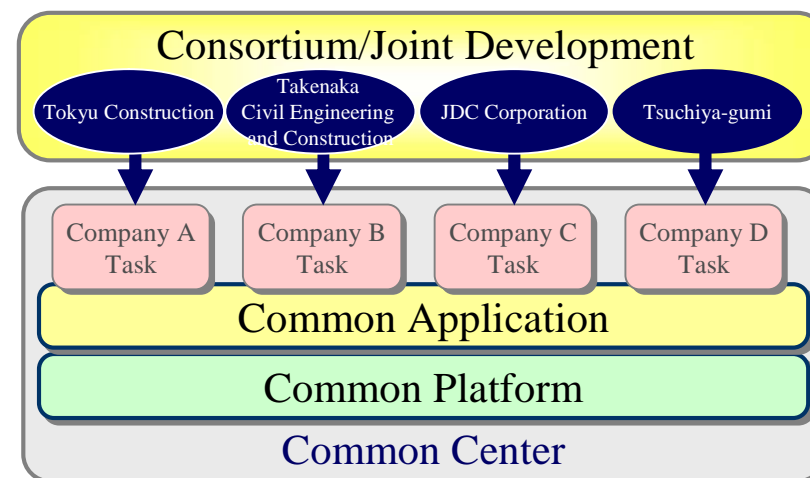 Consortium/Joint Development
Tokyu Construction
Takenaka
Civil Engineering
and Construction
JDC Corporation
Tsuchiya-gumi
Company A
Task
Company B
Task
Company C
Task
Company D
Task
Common Application
Common Platform
Common Center